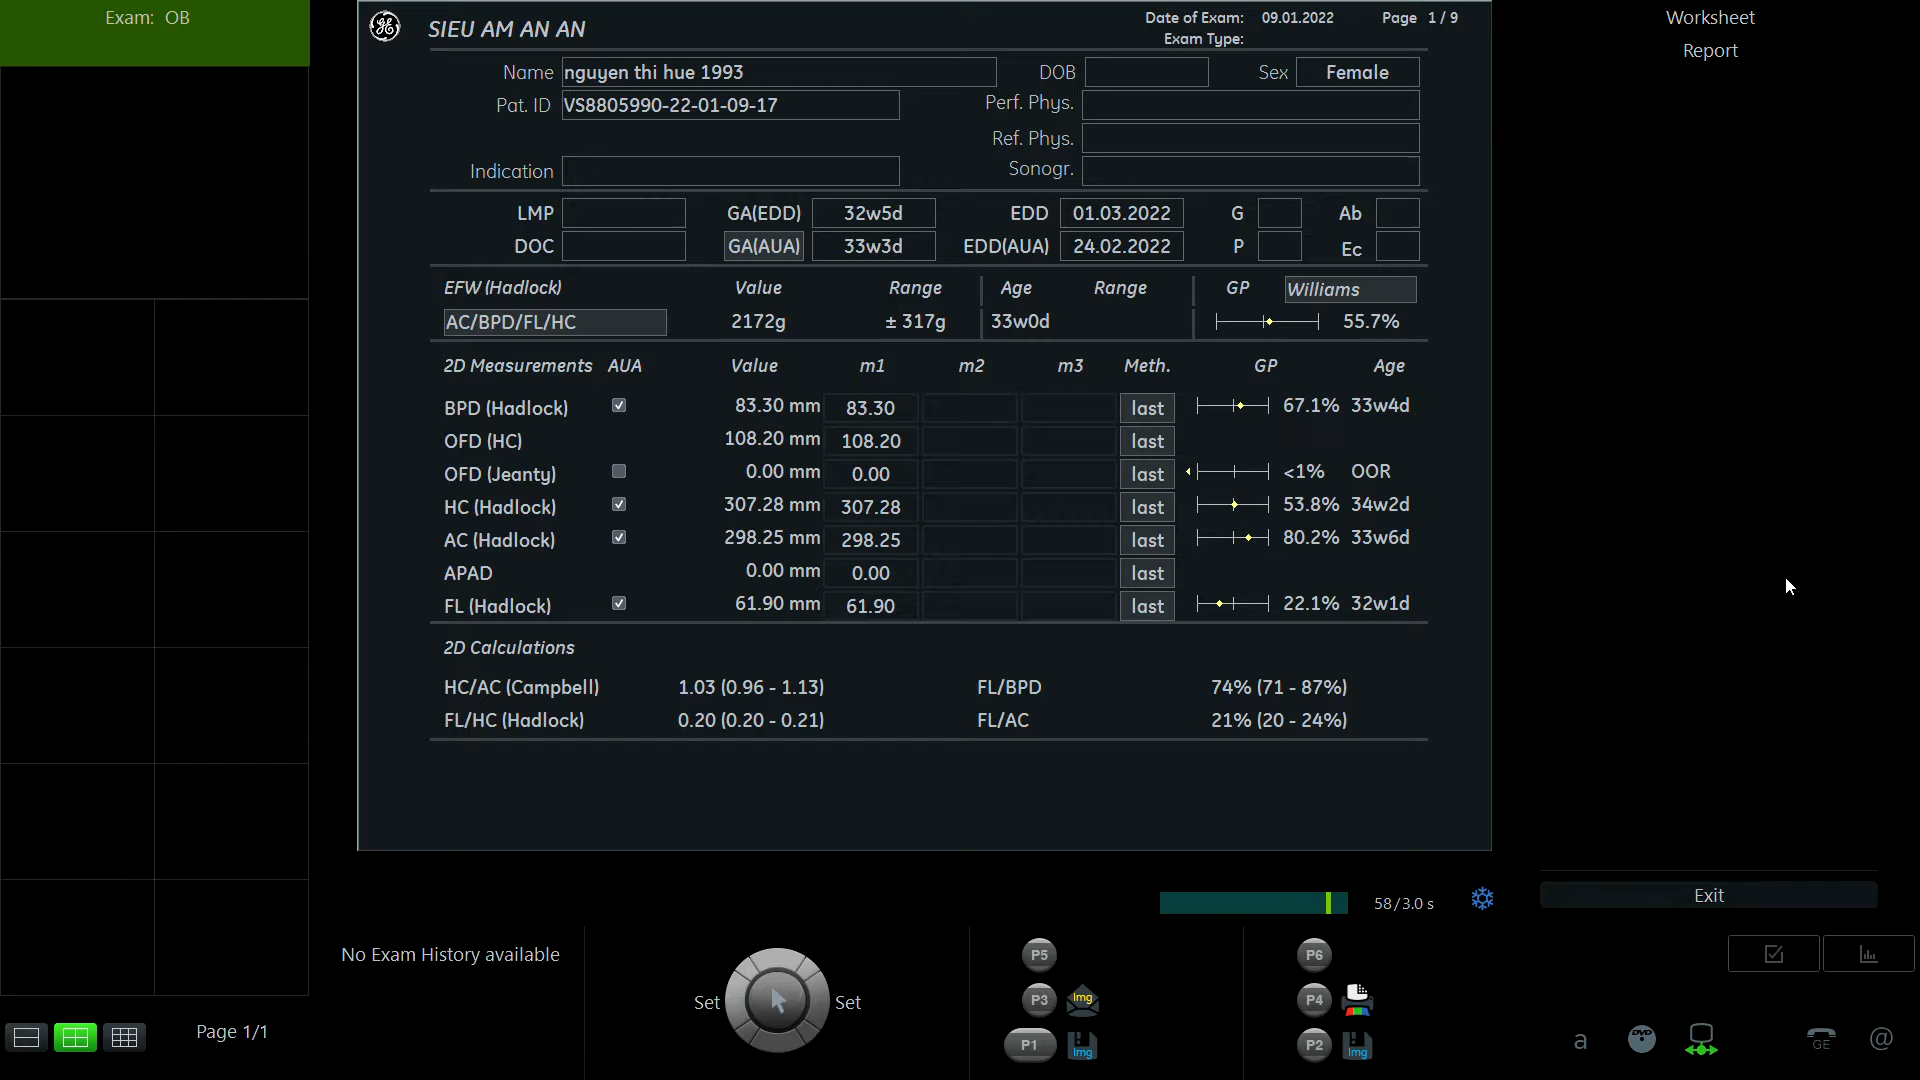 Exam: OB
Worksheet
Report
SIEU AM AN AN
Date of Exam: 09.01.2022 Page 1 / 9
Exam Type:
Name nguyen thi hue 1993 DOB Sex Female
Pat. ID VS8805990-22-01-09-17 Perf. Phys.
Ref. Phys.
Indication Sonogr.
LMP GA(EDD) 32w5d EDD 01.03.2022 G Ab
DOC GA(AUA) 33w3d EDD(AUA) 24.02.2022 P Ec
EFW (Hadlock) Value Range Age Range GP Williams
AC/BPD/FL/HC 2172g ± 317g 33w0d 55.7%
2D Measurements AUA Value m1 m2 m3 Meth. GP Age
BPD (Hadlock) 83.30 mm 83.30 last 67.1% 33w4d
OFD (HC) 108.20 mm 108.20 last
OFD (Jeanty) 0.00 mm 0.00 last <1% OOR
HC (Hadlock) 307.28 mm 307.28 last 53.8% 34w2d
AC (Hadlock) 298.25 mm 298.25 last 80.2% 33w6d
APAD 0.00 mm 0.00 last
FL (Hadlock) 61.90 mm 61.90 last 22.1% 32w1d
2D Calculations
HC/AC (Campbell) 1.03 (0.96 - 1.13) FL/BPD 74% (71 - 87%)
FL/HC (Hadlock) 0.20 (0.20 - 0.21) FL/AC 21% (20 - 24%)
58/3.0 s
Exit
No Exam History available
Set Set
P5 P6
P3 Img P4
P1 Img P2 Img
Page 1/1
a DVD GE @